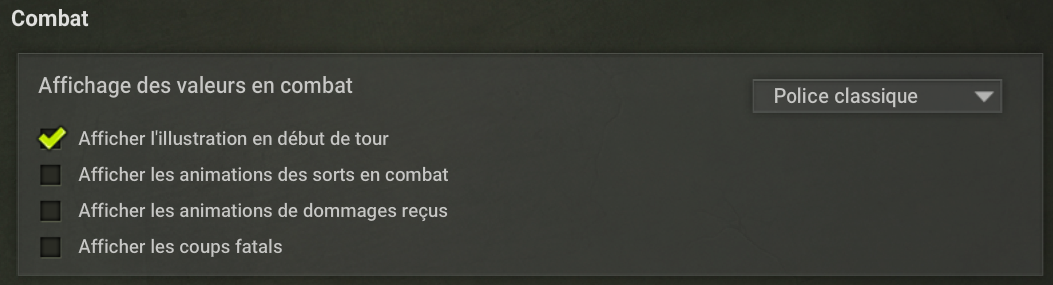 Combat
Affichage des valeurs en combat
Police classique
Afficher l'illustration en début de tour
Afficher les animations des sorts en combat
Afficher les animations de dommages reçus
Afficher les coups fatals